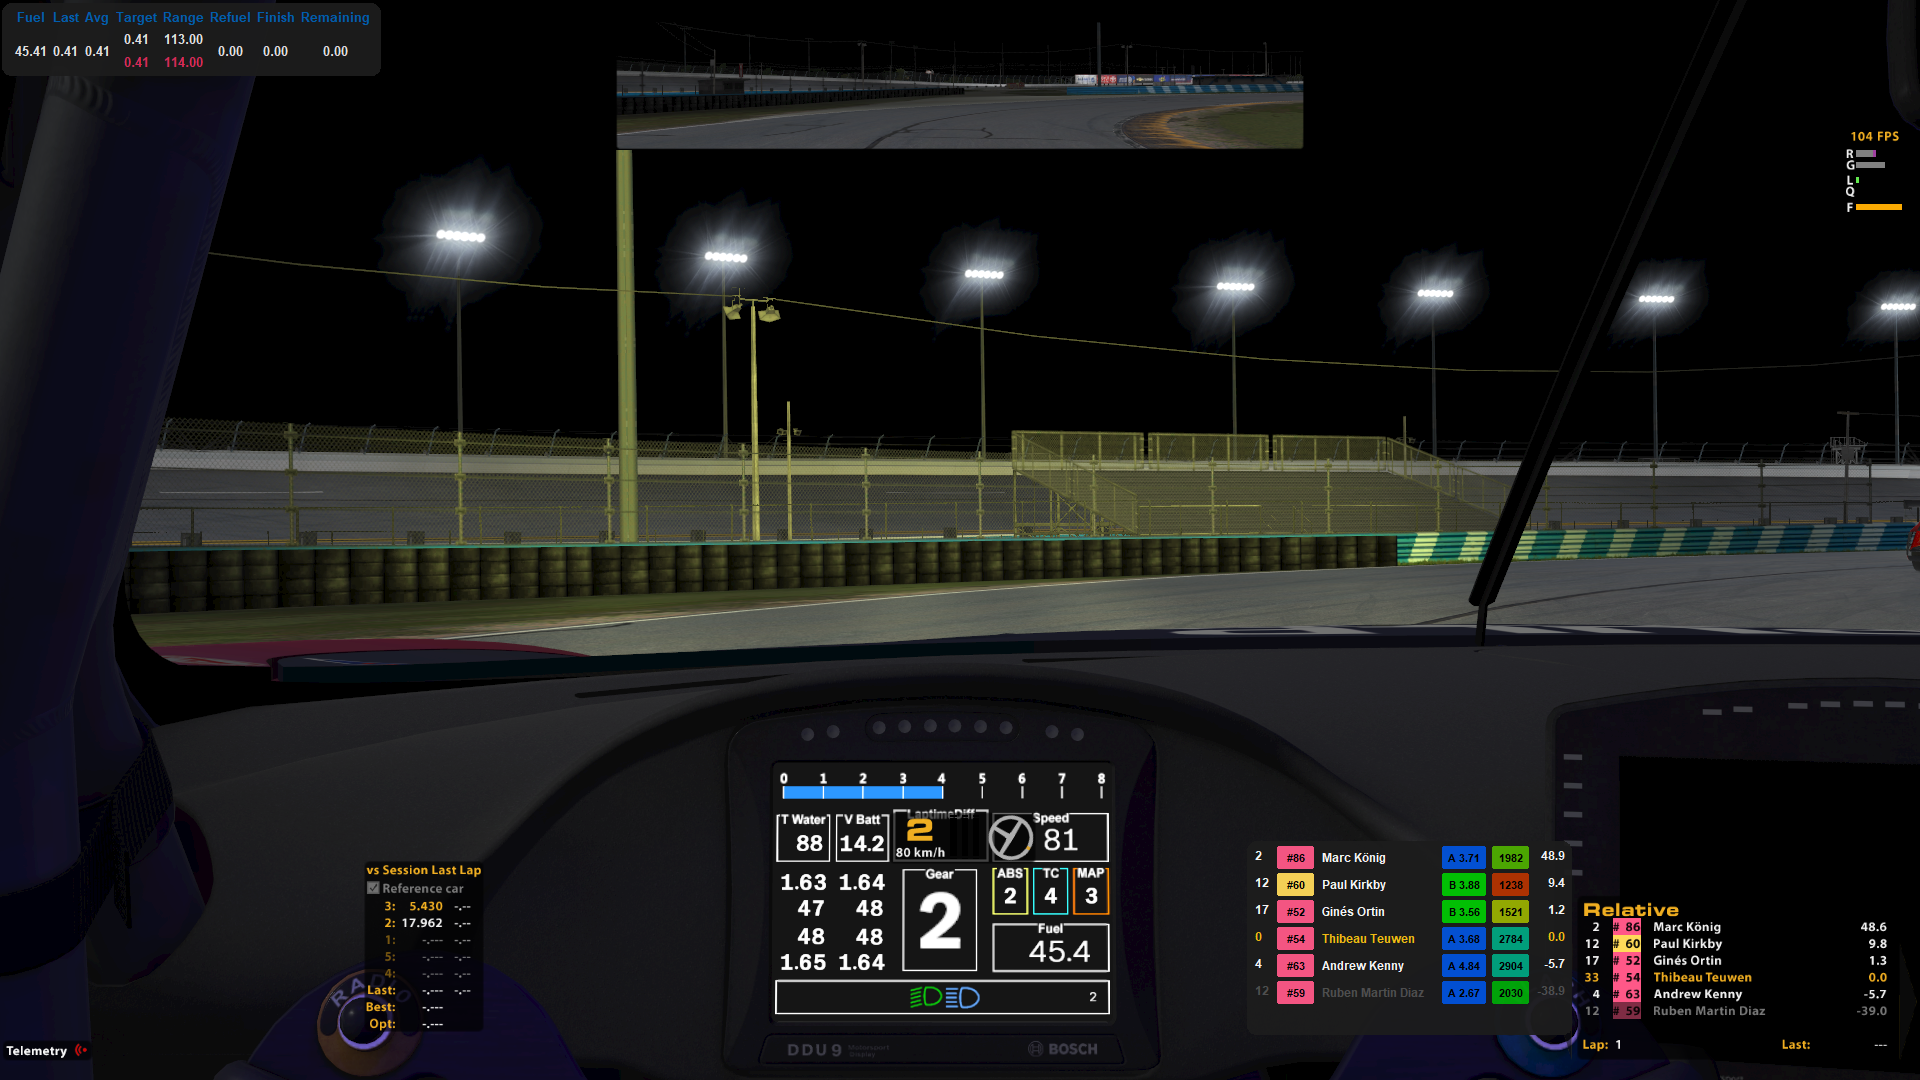 Fuel Last Avg Target Range Refuel Finish Remaining
0.41 113.00
45.41 0.41 0.41 0.00 0.00 0.00
0.41 114.00
104 FPS
R
G
L
Q
F
0 1 2 3 4 5 6 7 8
T Water V Batt LaptimeDiff Speed
88 14.2 2 81
80 km/h
1.63 1.64 Gear ABS TC MAP
47 48 2 2 4 3
48 48 Fuel
1.65 1.64 45.4
2
DDU 9 Motorsport Display BOSCH
RADIO
vs Session Last Lap
Reference car
3: 5.430 -.--
2: 17.962 -.--
1: -.--- -.--
5: -.--- -.--
4: -.--- -.--
Last: -.--- -.--
Best: -.---
Opt: -.---
Telemetry
2 #86 Marc König A 3.71 1982 48.9
12 #60 Paul Kirkby B 3.88 1238 9.4
17 #52 Ginés Ortin B 3.56 1521 1.2
0 #54 Thibeau Teuwen A 3.68 2784 0.0
4 #63 Andrew Kenny A 4.84 2904 -5.7
12 #59 Ruben Martin Diaz A 2.67 2030 -38.9
Relative
2 # 86 Marc König 48.6
12 # 60 Paul Kirkby 9.8
17 # 52 Ginés Ortin 1.3
33 # 54 Thibeau Teuwen 0.0
4 # 63 Andrew Kenny -5.7
12 # 59 Ruben Martin Diaz -39.0
Lap: 1 Last: ---